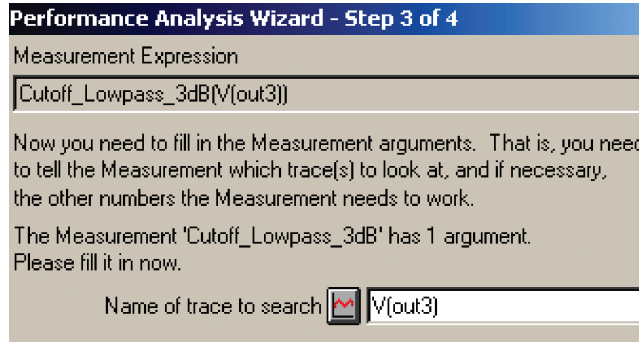 Performance Analysis Wizard - Step 3 of 4
Measurement Expression
Cutoff_Lowpass_3dB(V(out3))
Now you need to fill in the Measurement arguments. That is, you need
to tell the Measurement which trace(s) to look at, and if necessary,
the other numbers the Measurement needs to work.
The Measurement 'Cutoff_Lowpass_3dB' has 1 argument.
Please fill it in now.
Name of trace to search V(out3)